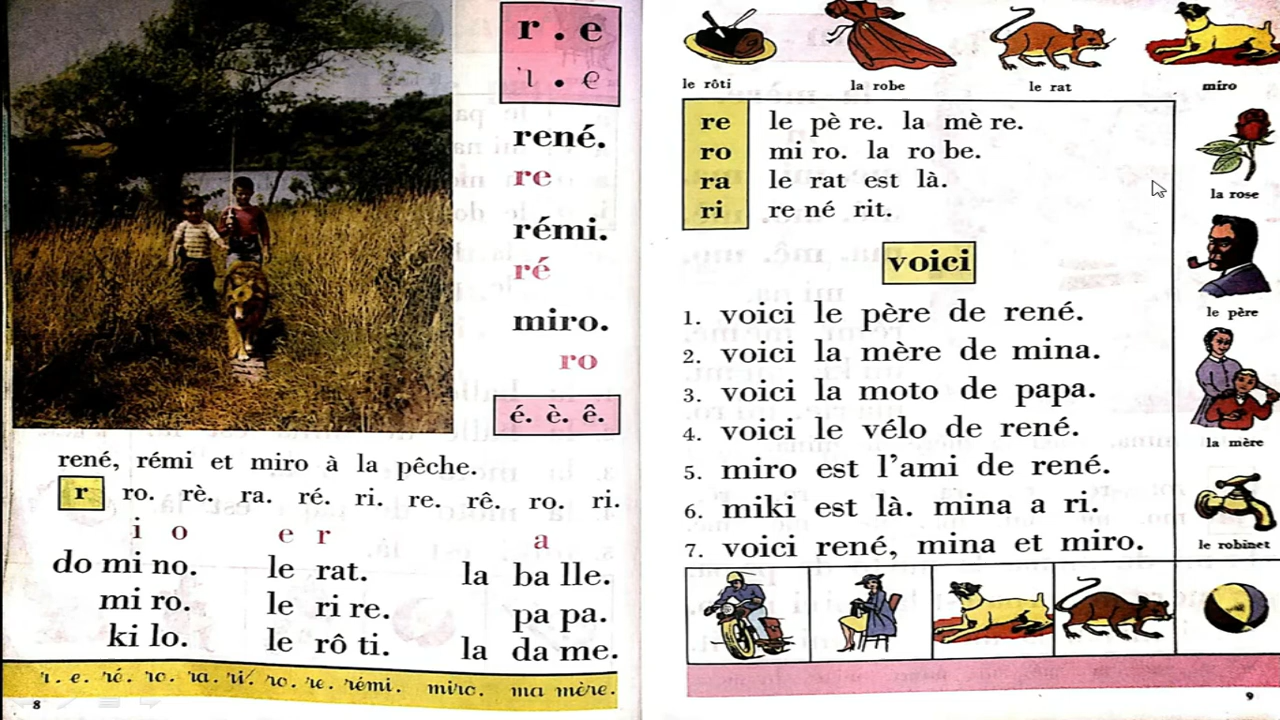 r . e
r . e
rené.
re
rémi.
ré
miro.
ro
é. è. ê.
rené, rémi et miro à la pêche.
r ro. rè. ra. ré. ri. re. rê. ro. ri.
i o e r a
do mi no. le rat. la ba lle.
mi ro. le ri re. pa pa.
ki lo. le rô ti. la da me.
r. e. ré. ro. ra. ri. ro. re. rémi. miro. ma mère.
8
le rôti la robe le rat miro
re le pè re. la mè re.
ro mi ro. la ro be.
ra le rat est là.
ri re né rit.
voici
1. voici le père de rené.
2. voici la mère de mina.
3. voici la moto de papa.
4. voici le vélo de rené.
5. miro est l'ami de rené.
6. miki est là. mina a ri.
7. voici rené, mina et miro.
la rose
le père
la mère
le robinet
9